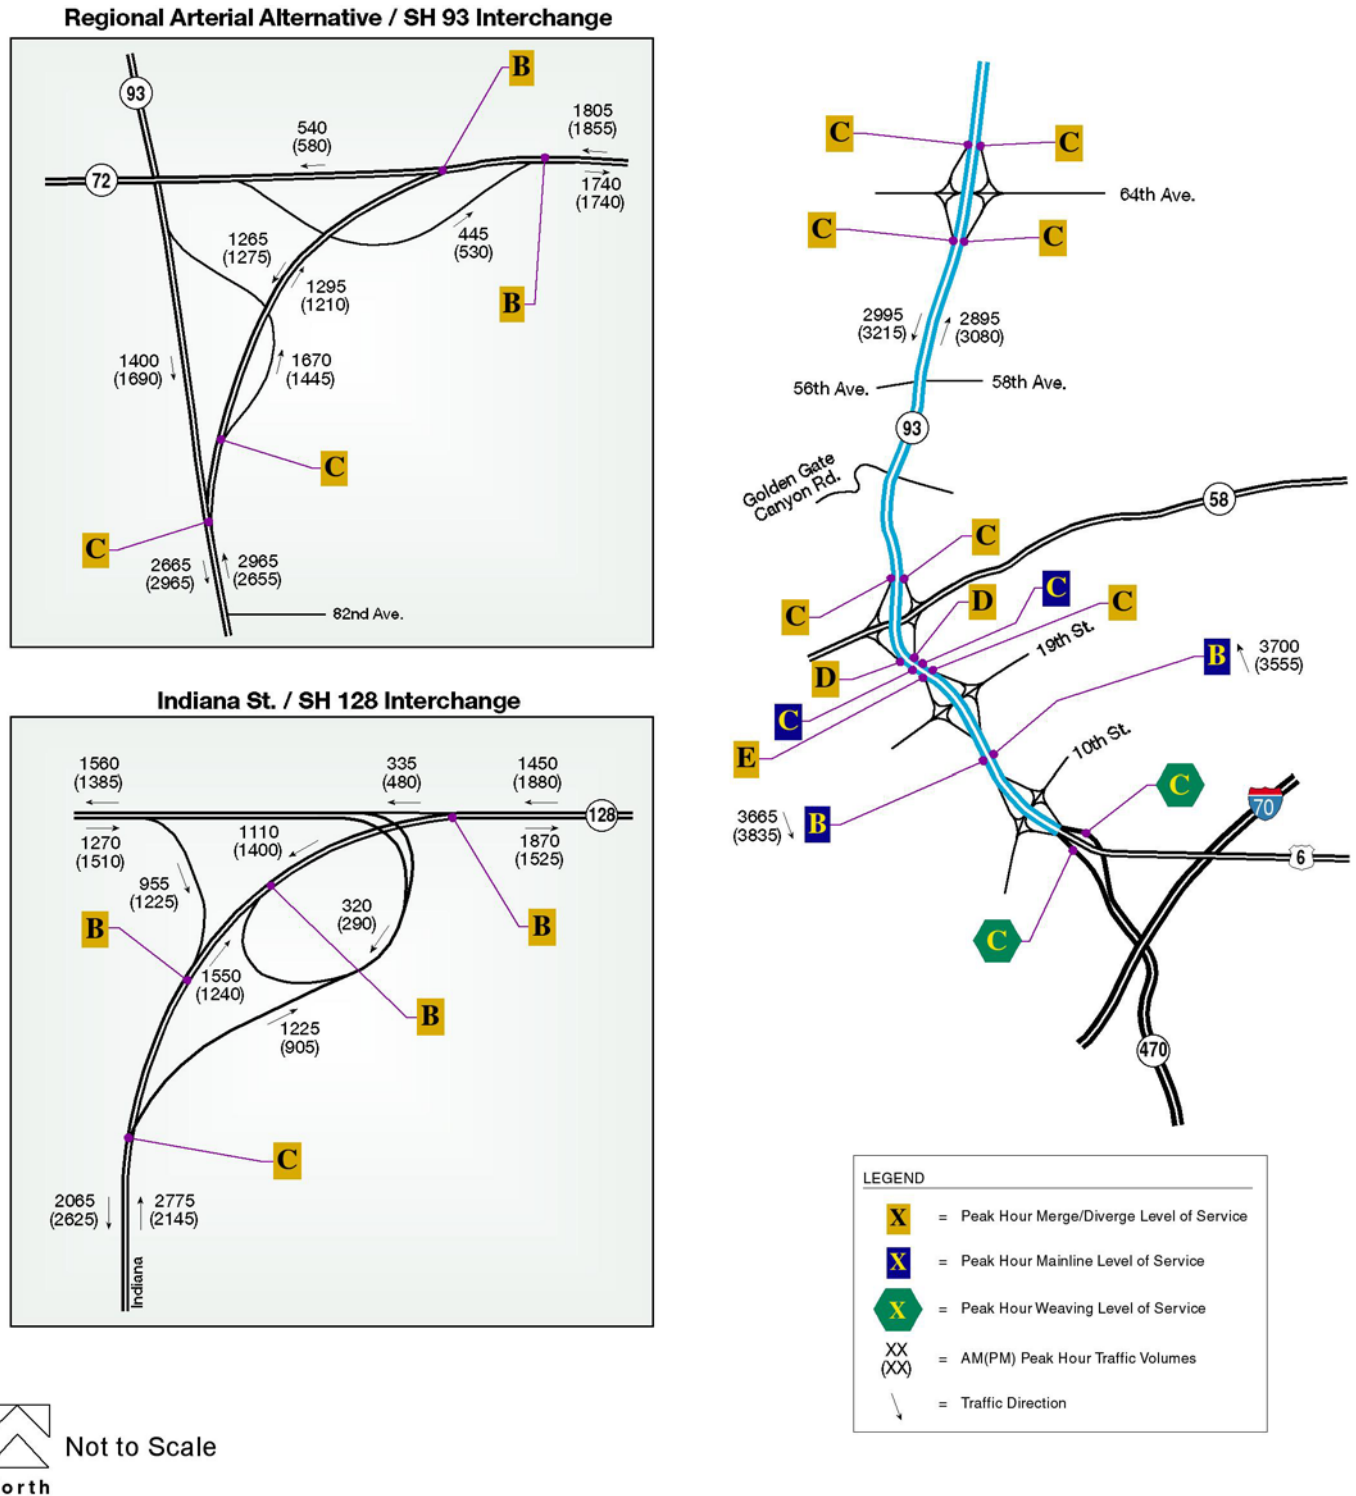 Regional Arterial Alternative / SH 93 Interchange
93
B
540
(580)
1805
(1855)
72
1740
(1740)
1265
(1275)
445
(530)
1295
(1210)
B
1400
(1690)
1670
(1445)
C
C
2665
(2965)
2965
(2655)
82nd Ave.
Indiana St. / SH 128 Interchange
1560
(1385)
335
(480)
1450
(1880)
128
1270
(1510)
1110
(1400)
1870
(1525)
955
(1225)
320
(290)
B
B
1550
(1240)
B
1225
(905)
C
2065
(2625)
2775
(2145)
Indiana
Not to Scale
orth
C
C
64th Ave.
C
C
2995
(3215)
2895
(3080)
56th Ave.
58th Ave.
93
Golden Gate
Canyon Rd.
58
C
C
D
C
C
19th St.
D
B
3700
(3555)
C
E
10th St.
C
70
3665
(3835)
B
6
C
470
LEGEND
X = Peak Hour Merge/Diverge Level of Service
X = Peak Hour Mainline Level of Service
X = Peak Hour Weaving Level of Service
XX
(XX) = AM(PM) Peak Hour Traffic Volumes
= Traffic Direction